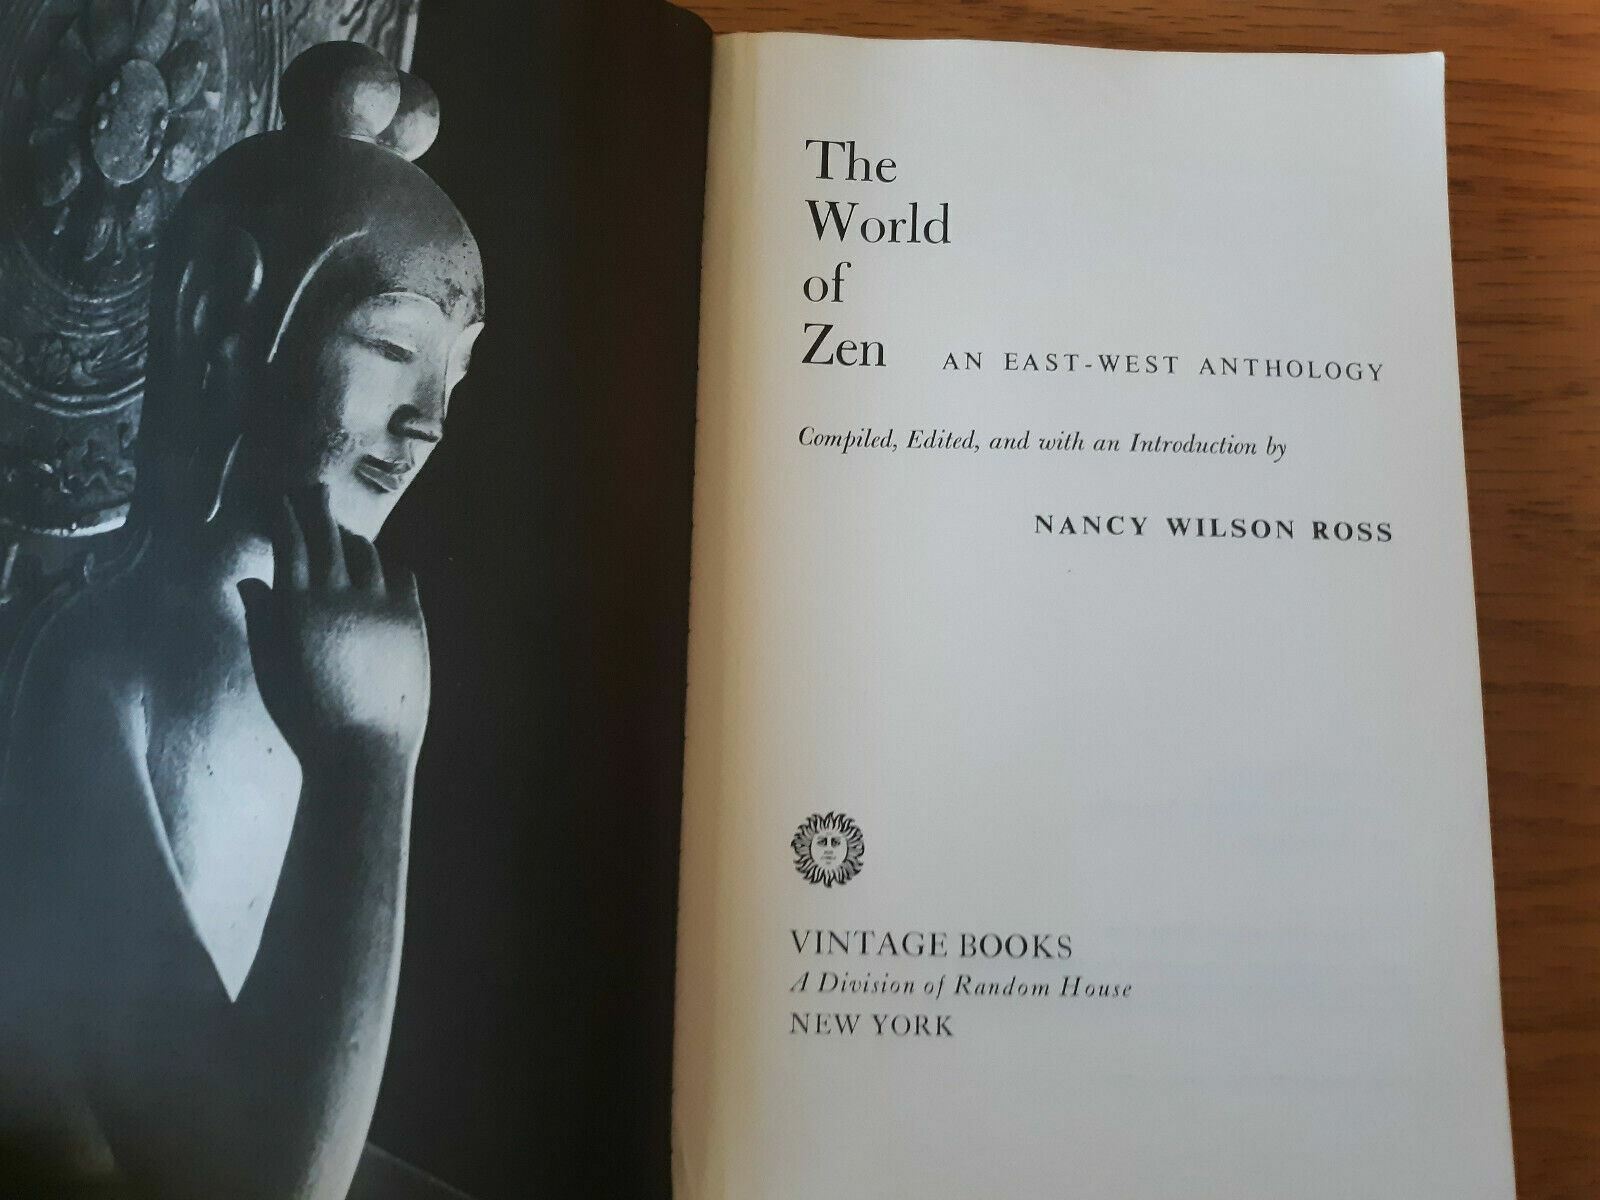 The
World
of
Zen AN EAST-WEST ANTHOLOGY
Compiled, Edited, and with an Introduction by
NANCY WILSON ROSS
VINTAGE BOOKS
A Division of Random House
NEW YORK